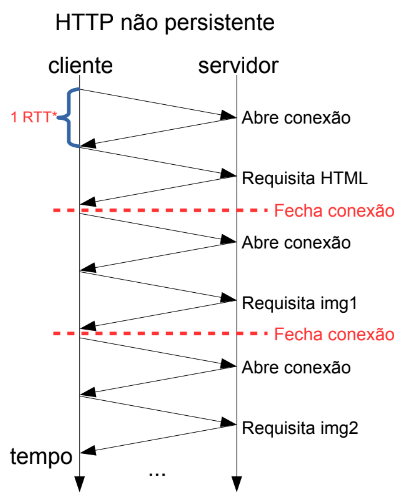 HTTP não persistente
cliente
servidor
1 RTT*
Abre conexão
Requisita HTML
Fecha conexão
Abre conexão
Requisita img1
Fecha conexão
Abre conexão
Requisita img2
tempo
...